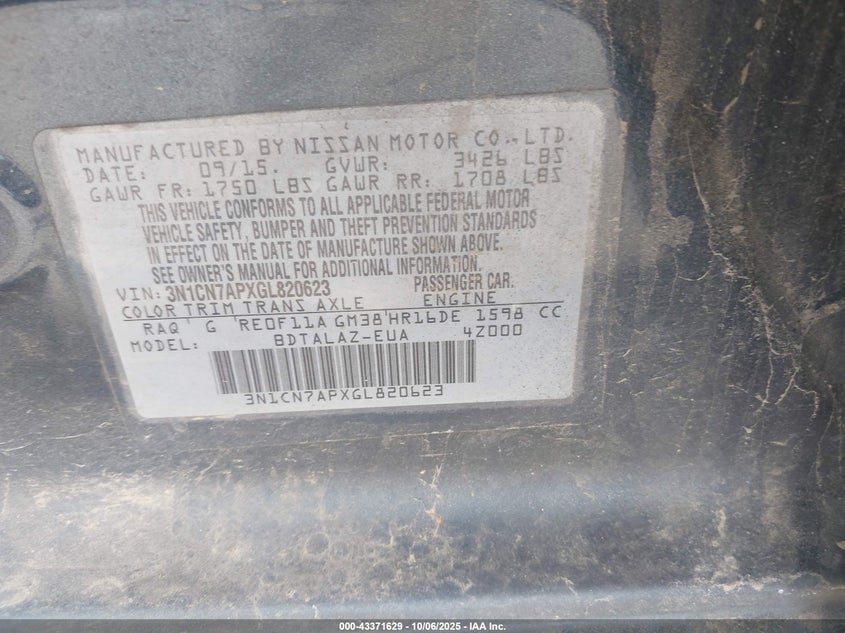 MANUFACTURED BY NISSAN MOTOR CO., LTD.
DATE: 09/15. GVWR: 3426 LBS
GAWR FR: 1750 LBS GAWR RR: 1708 LBS
THIS VEHICLE CONFORMS TO ALL APPLICABLE FEDERAL MOTOR
VEHICLE SAFETY, BUMPER AND THEFT PREVENTION STANDARDS
IN EFFECT ON THE DATE OF MANUFACTURE SHOWN ABOVE.
SEE OWNER'S MANUAL FOR ADDITIONAL INFORMATION.
VIN: 3N1CN7APXGL820623 PASSENGER CAR.
COLOR TRIM TRANS AXLE ENGINE
RAQ G RE0F11A GM38 HR16DE 1598 CC
MODEL: BDTALAZ-EUA 4Z000
3N1CN7APXGL820623
000-43371629 - 10/06/2025 - IAA Inc.